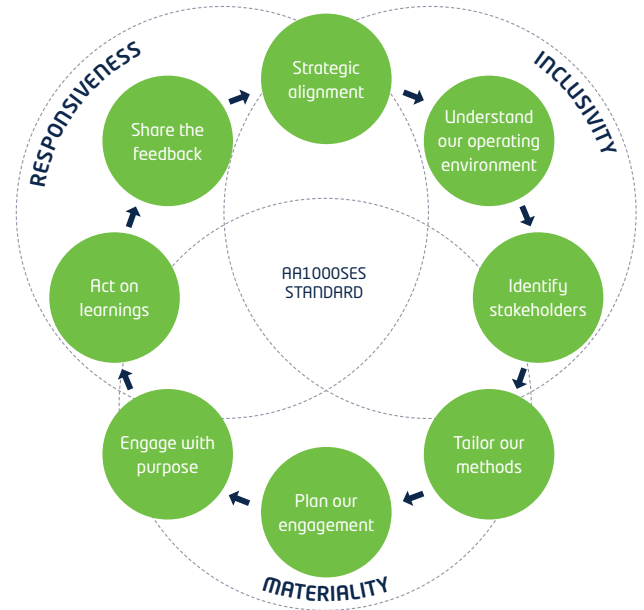 RESPONSIVENESS
INCLUSIVITY
Strategic
alignment
Understand
our operating
environment
Identify
stakeholders
Tailor our
methods
Plan our
engagement
Engage with
purpose
Act on
learnings
Share the
feedback
AA1000SES
STANDARD
MATERIALITY